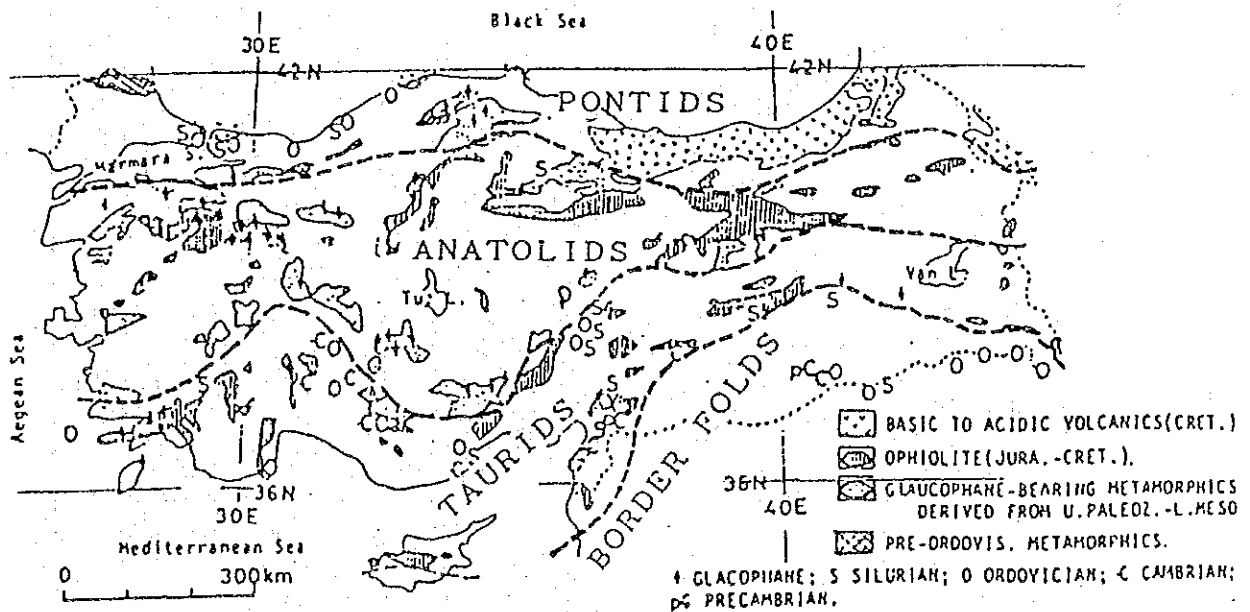 Black Sea
30E
40E
42N
42N
PONTIDS
Marmara S.
S
O
S
O
S
O
O
S
ANATOLIDS
Van L.
Tu. L.
P
S
O S
O S
S
S
S
Aegean Sea
O
S
C O
O
C
O
pC
C O
O
S
O
O
O
TAURIDS
BORDER FOLDS
36N
30E
36N
40E
Mediterranean Sea
0 300km
BASIC TO ACIDIC VOLCANICS(CRET.)
OPHIOLITE(JURA.-CRET.).
GLAUCOPHANE-BEARING METAMORPHICS
DERIVED FROM U.PALEOZ.-L.MESO
PRE-ORDOVIS. METAMORPHICS.
GLACOPHANE; S SILURIAN; O ORDOVICIAN; C CAMBRIAN;
pC PRECAMBRIAN.